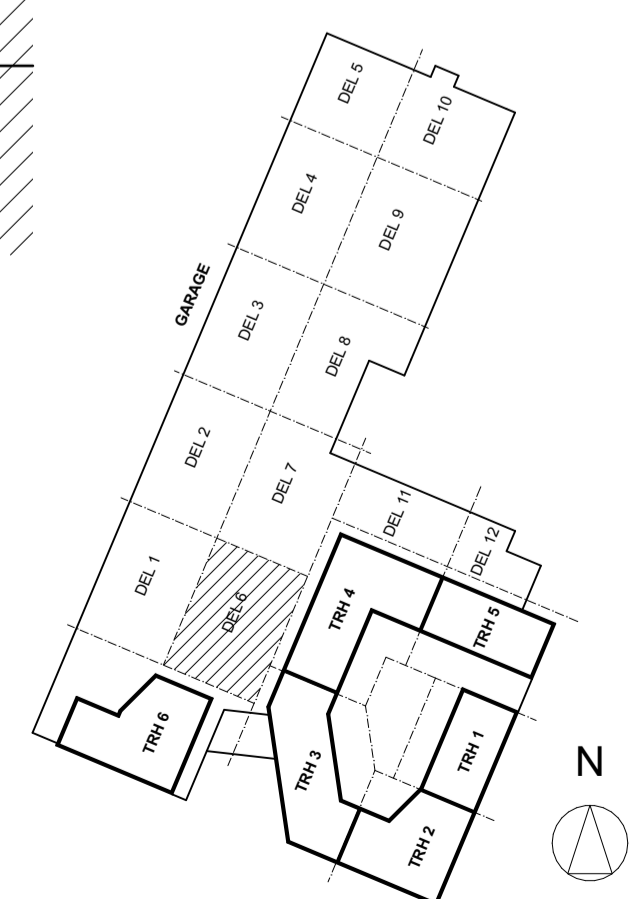 DEL 5
DEL 10
DEL 4
DEL 9
GARAGE
DEL 3
DEL 8
DEL 2
DEL 7
DEL 11
DEL 12
DEL 1
DEL 6
TRH 4
TRH 5
TRH 6
TRH 3
TRH 1
TRH 2
N